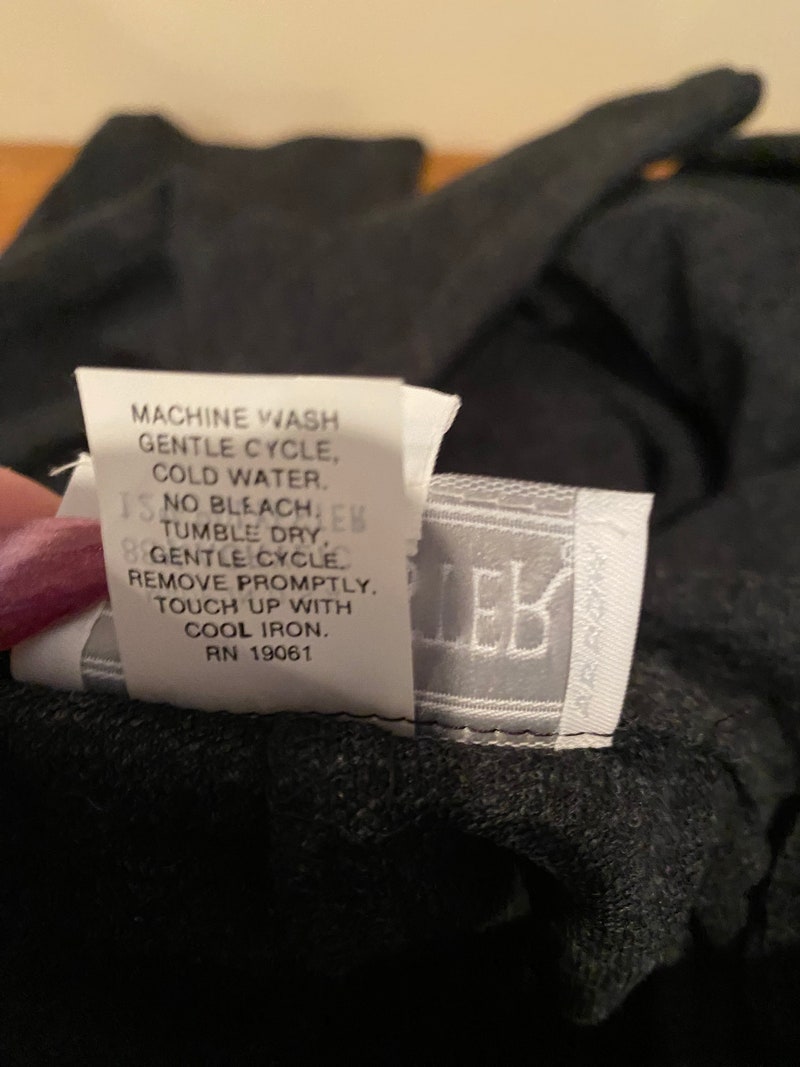 MACHINE WASH
GENTLE CYCLE,
COLD WATER.
NO BLEACH.
TUMBLE DRY,
GENTLE CYCLE.
REMOVE PROMPTLY.
TOUCH UP WITH
COOL IRON.
RN 19061